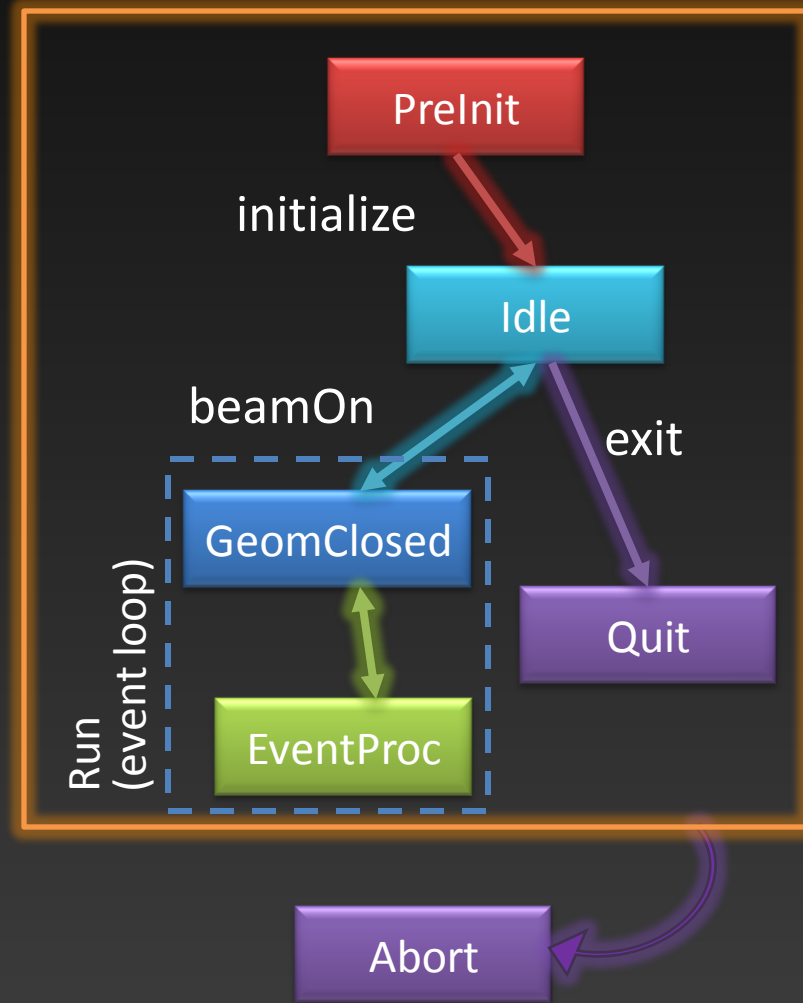 PreInit
initialize
Idle
beamOn
exit
GeomClosed
Quit
Run
(event loop)
EventProc
Abort